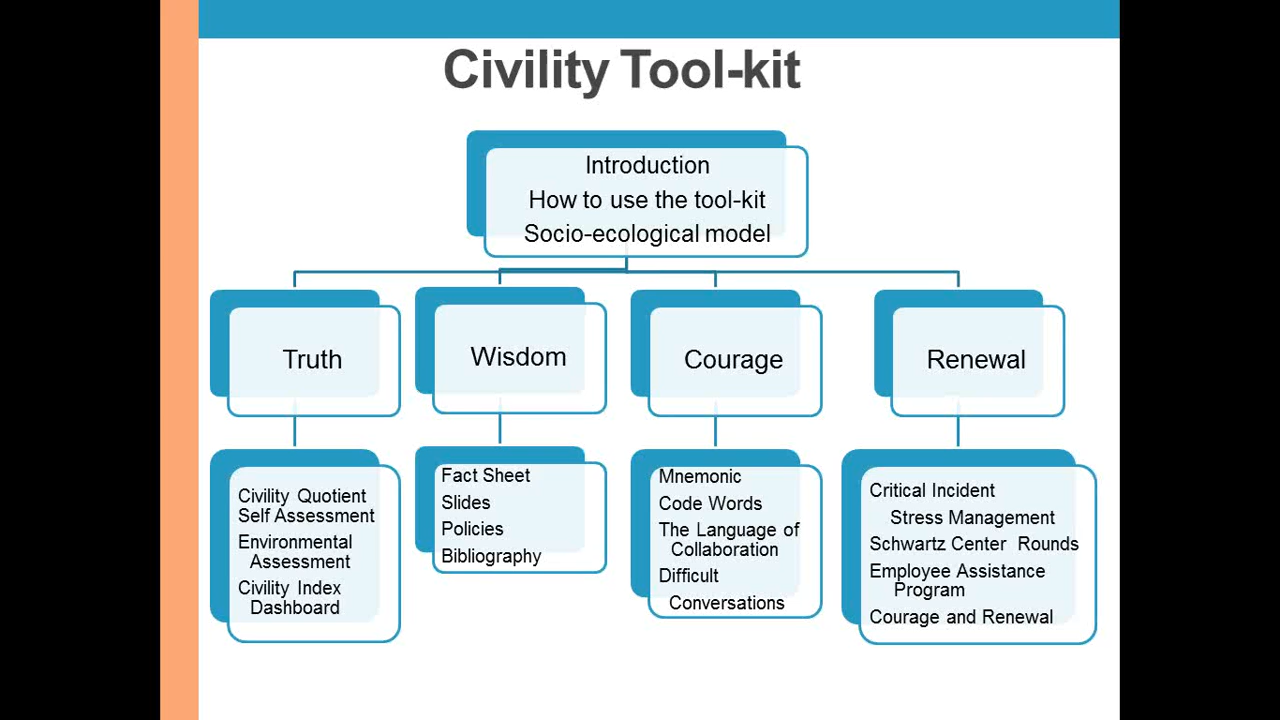 Civility Tool-kit
Introduction
How to use the tool-kit
Socio-ecological model
Truth
Wisdom
Courage
Renewal
Civility Quotient
Self Assessment
Environmental
Assessment
Civility Index
Dashboard
Fact Sheet
Slides
Policies
Bibliography
Mnemonic
Code Words
The Language of
Collaboration
Difficult
Conversations
Critical Incident
Stress Management
Schwartz Center Rounds
Employee Assistance
Program
Courage and Renewal